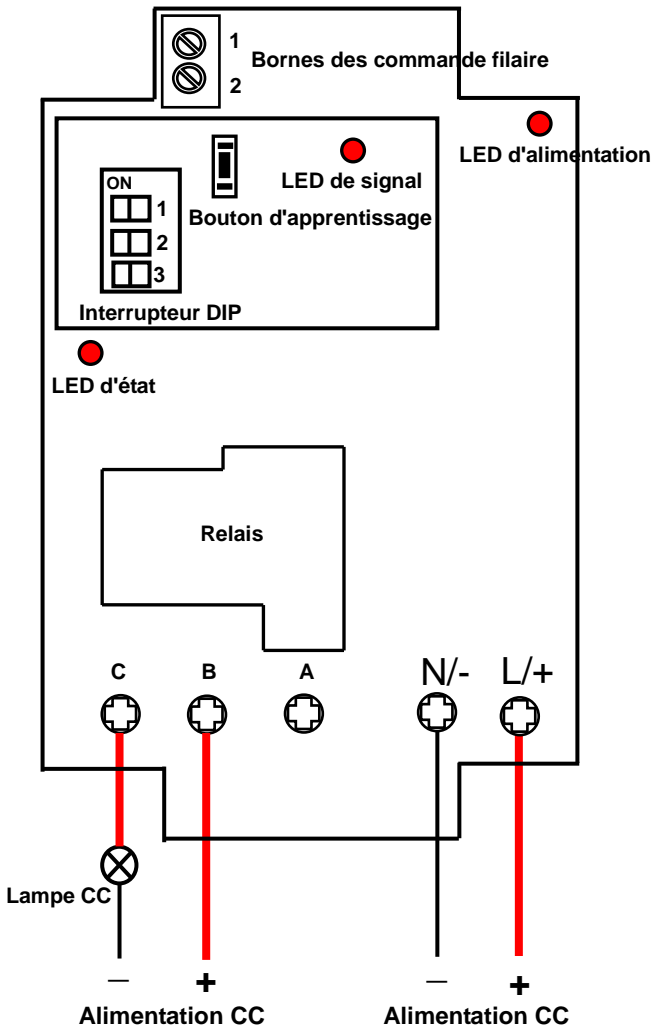 1
Bornes des commande filaire
2
LED d'alimentation
LED de signal
ON
Bouton d'apprentissage
1
2
3
Interrupteur DIP
LED d'état
Relais
C B A N/- L/+
Lampe CC
— + — +
Alimentation CC Alimentation CC